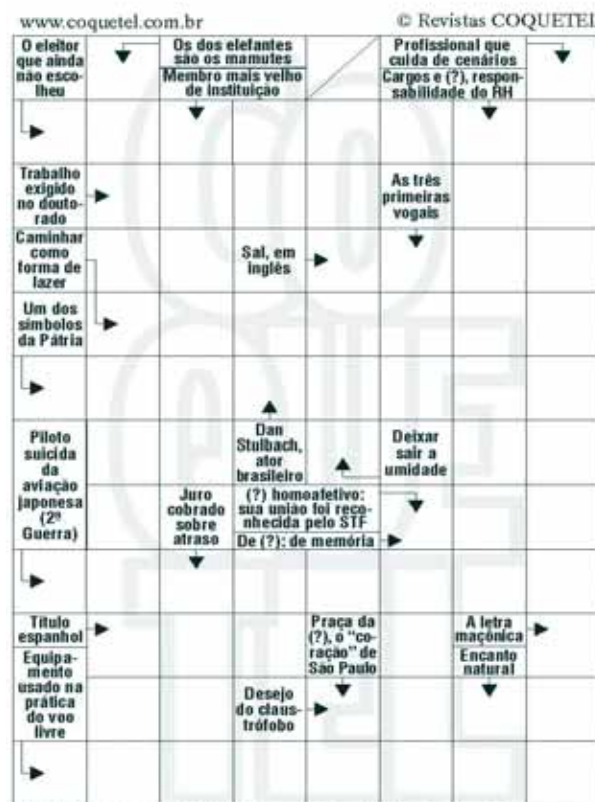 www.coquetel.com.br
© Revistas COQUETEL
O eleitor
que ainda
não esco-
lheu
Os dos elefantes
são os mamutes
Membro mais velho
de instituição
Profissional que
cuida de cenários
Cargos e (?), respon-
sabilidade do RH
Trabalho
exigido
no douto-
rado
As três
primeiras
vogais
Caminhar
como
forma de
lazer
Sal, em
inglês
Um dos
símbolos
da Pátria
Piloto
suicida
da
aviação
japonesa
(2ª
Guerra)
Dan
Stulbach,
ator
brasileiro
Deixar
sair a
umidade
Juro
cobrado
sobre
atraso
(?) homoafetivo:
sua união foi reco-
nhecida pelo STF
De (?): de memória
Título
espanhol
Equipa-
mento
usado na
prática
do voo
livre
Praça da
(?), o "co-
ração" de
São Paulo
A letra
maçônica
Encanto
natural
Desejo
do claus-
trófobo